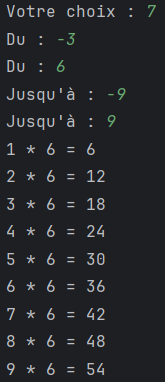 Votre choix : 7
Du : -3
Du : 6
Jusqu'à : -9
Jusqu'à : 9
1 * 6 = 6
2 * 6 = 12
3 * 6 = 18
4 * 6 = 24
5 * 6 = 30
6 * 6 = 36
7 * 6 = 42
8 * 6 = 48
9 * 6 = 54